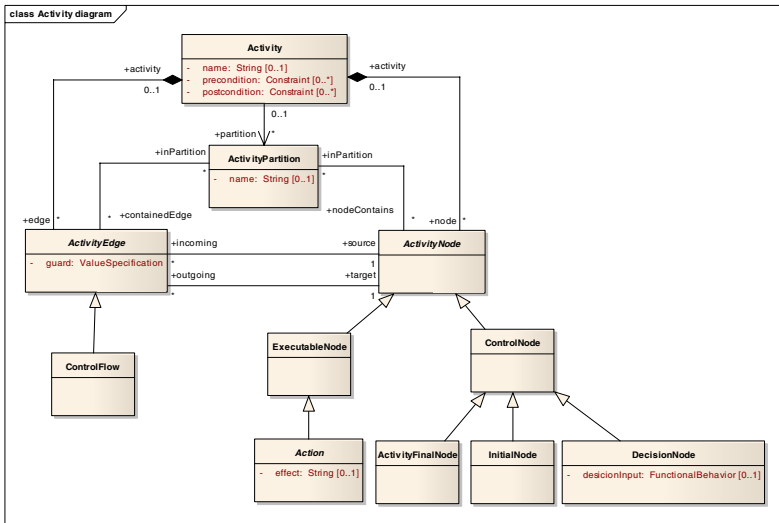 class Activity diagram
Activity
- name: String [0..1]
- precondition: Constraint [0..*]
- postcondition: Constraint [0..*]
+activity
0..1
+activity
0..1
0..1
+partition *
ActivityPartition
- name: String [0..1]
+inPartition
*
+inPartition
*
+edge *
* +containedEdge
+nodeContains *
+node *
ActivityEdge
- guard: ValueSpecification
+incoming
*
+source
1
+outgoing
*
+target
1
ActivityNode
ControlFlow
ExecutableNode
ControlNode
Action
- effect: String [0..1]
ActivityFinalNode
InitialNode
DecisionNode
- desicionInput: FunctionalBehavior [0..1]